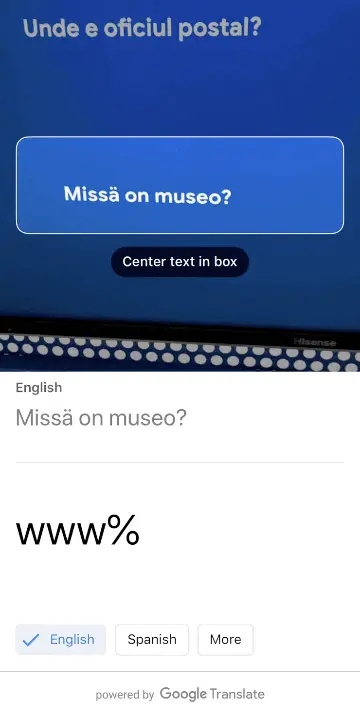 Unde e oficiul postal?
Missä on museo?
Center text in box
Hisense
English
Missä on museo?
www%
English
Spanish
More
powered by Google Translate